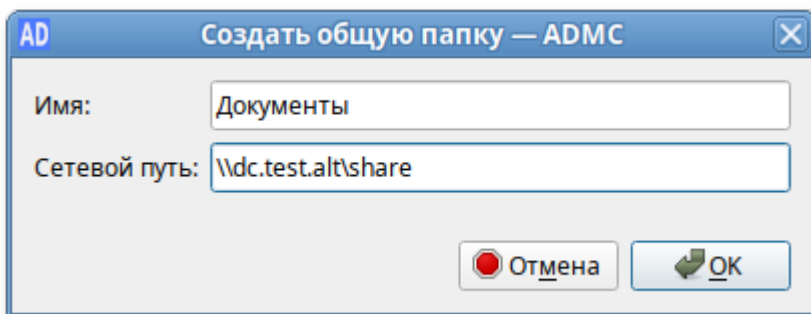 AD Создать общую папку — ADMC
Имя: Документы
Сетевой путь: \\dc.test.alt\share
Отмена OK